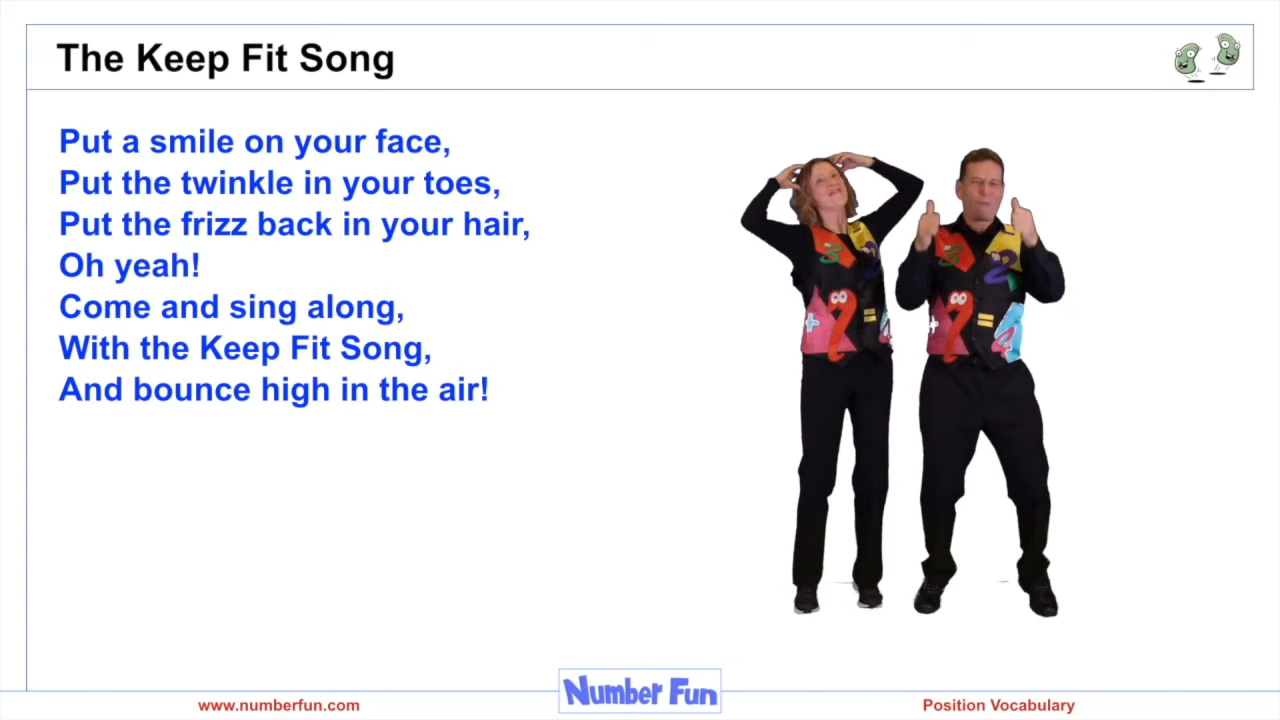 The Keep Fit Song
Put a smile on your face,
Put the twinkle in your toes,
Put the frizz back in your hair,
Oh yeah!
Come and sing along,
With the Keep Fit Song,
And bounce high in the air!
www.numberfun.com
Number Fun
Position Vocabulary